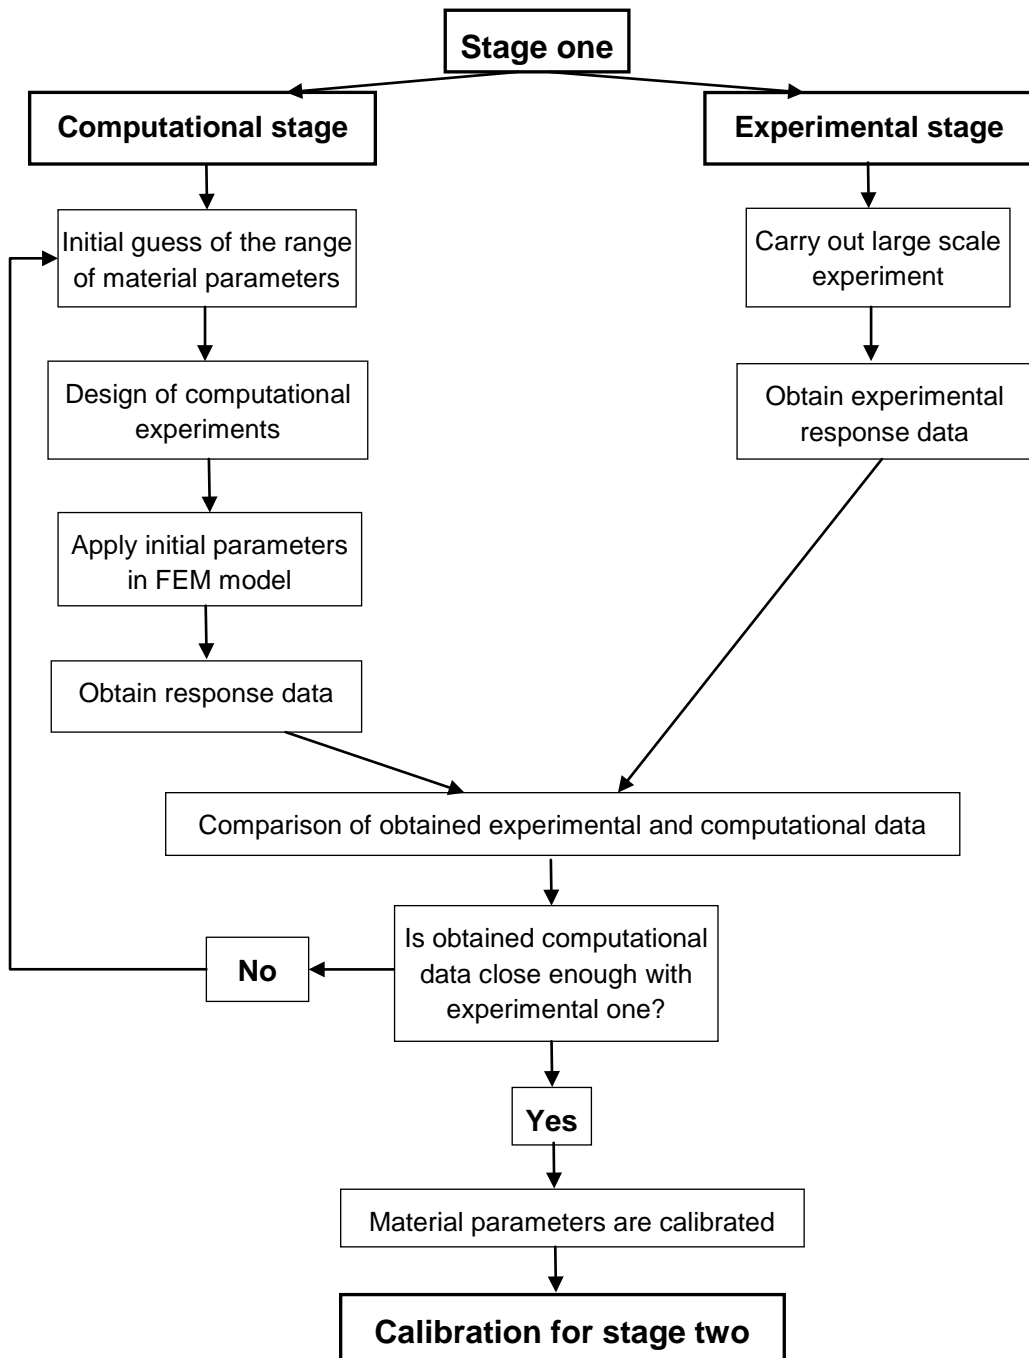 Stage one
Computational stage
Experimental stage
Initial guess of the range
of material parameters
Carry out large scale
experiment
Design of computational
experiments
Obtain experimental
response data
Apply initial parameters
in FEM model
Obtain response data
Comparison of obtained experimental and computational data
Is obtained computational
data close enough with
experimental one?
No
Yes
Material parameters are calibrated
Calibration for stage two